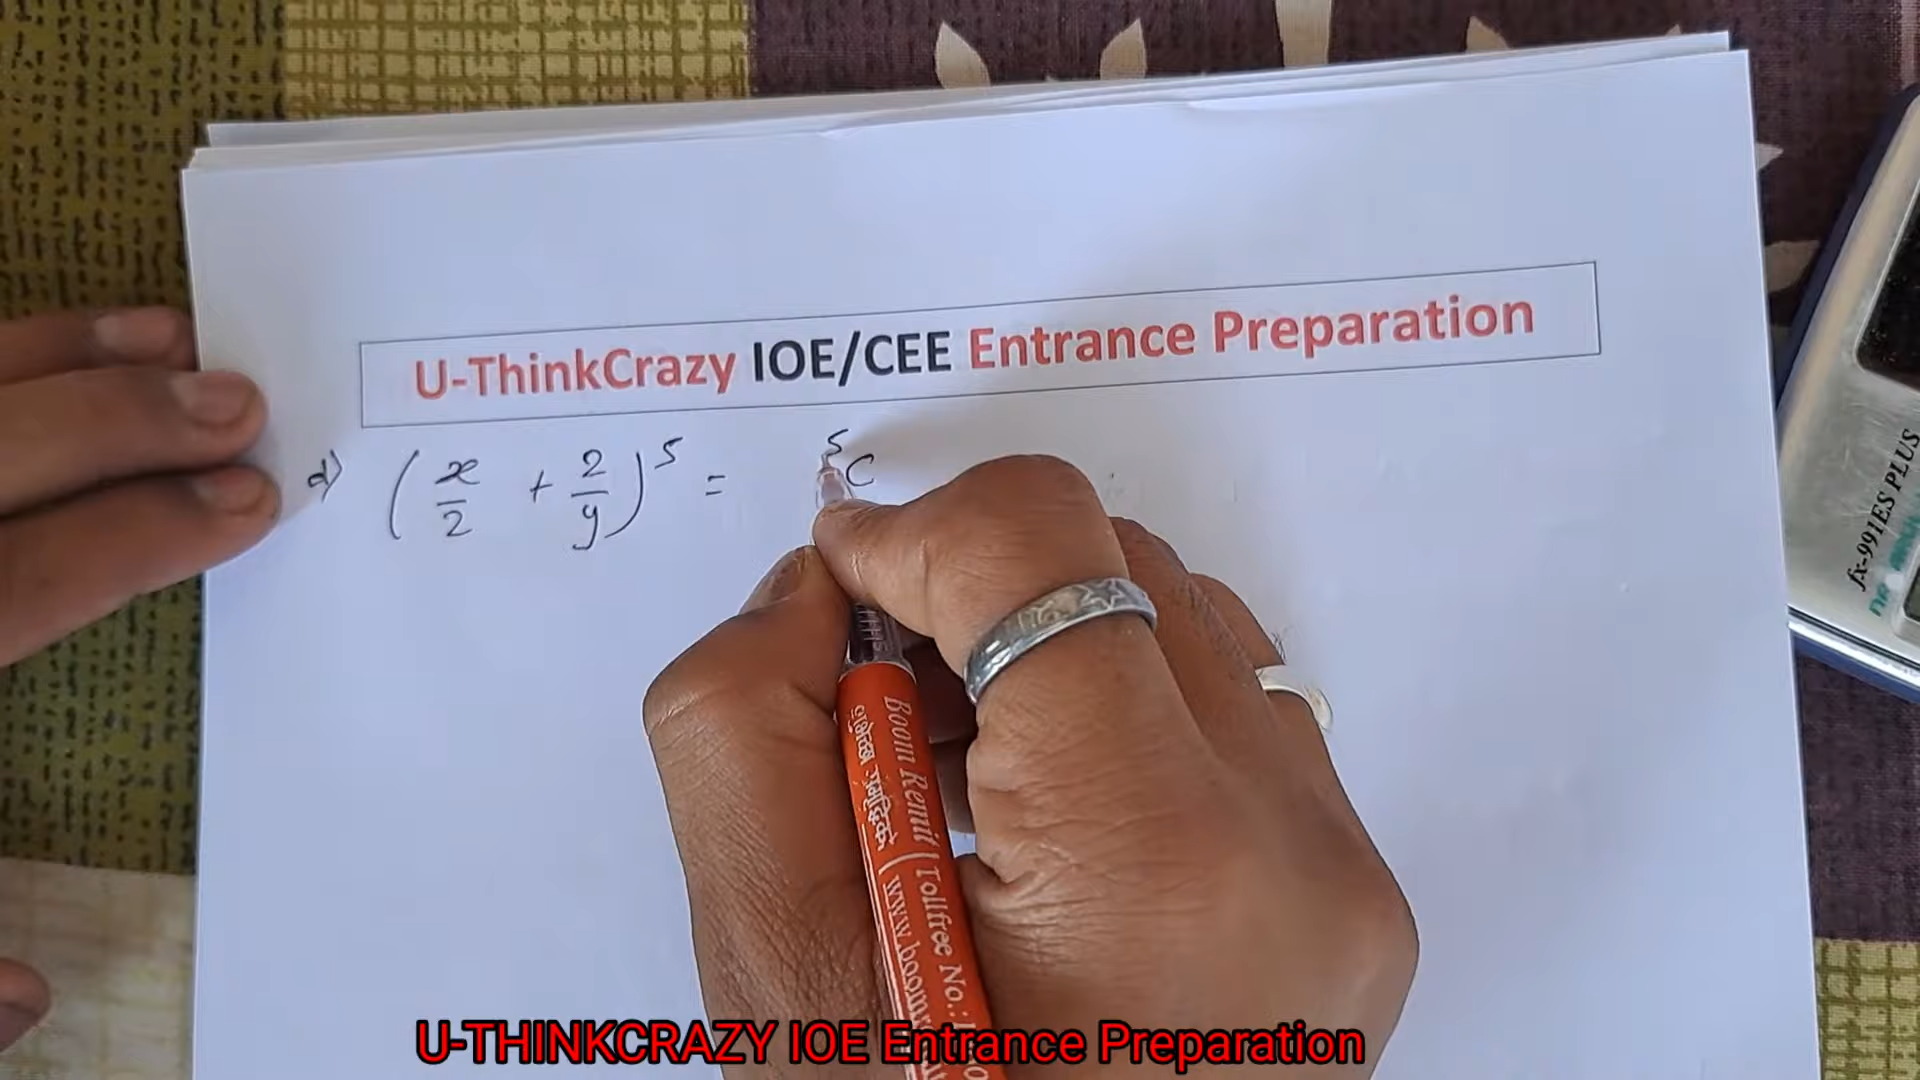 U-ThinkCrazy IOE/CEE Entrance Preparation
d) (x/2 + 2/y)^5 = ^5C
fx-991ES PLUS
Boom Remit | Tollfree No.:
U-THINKCRAZY IOE Entrance Preparation